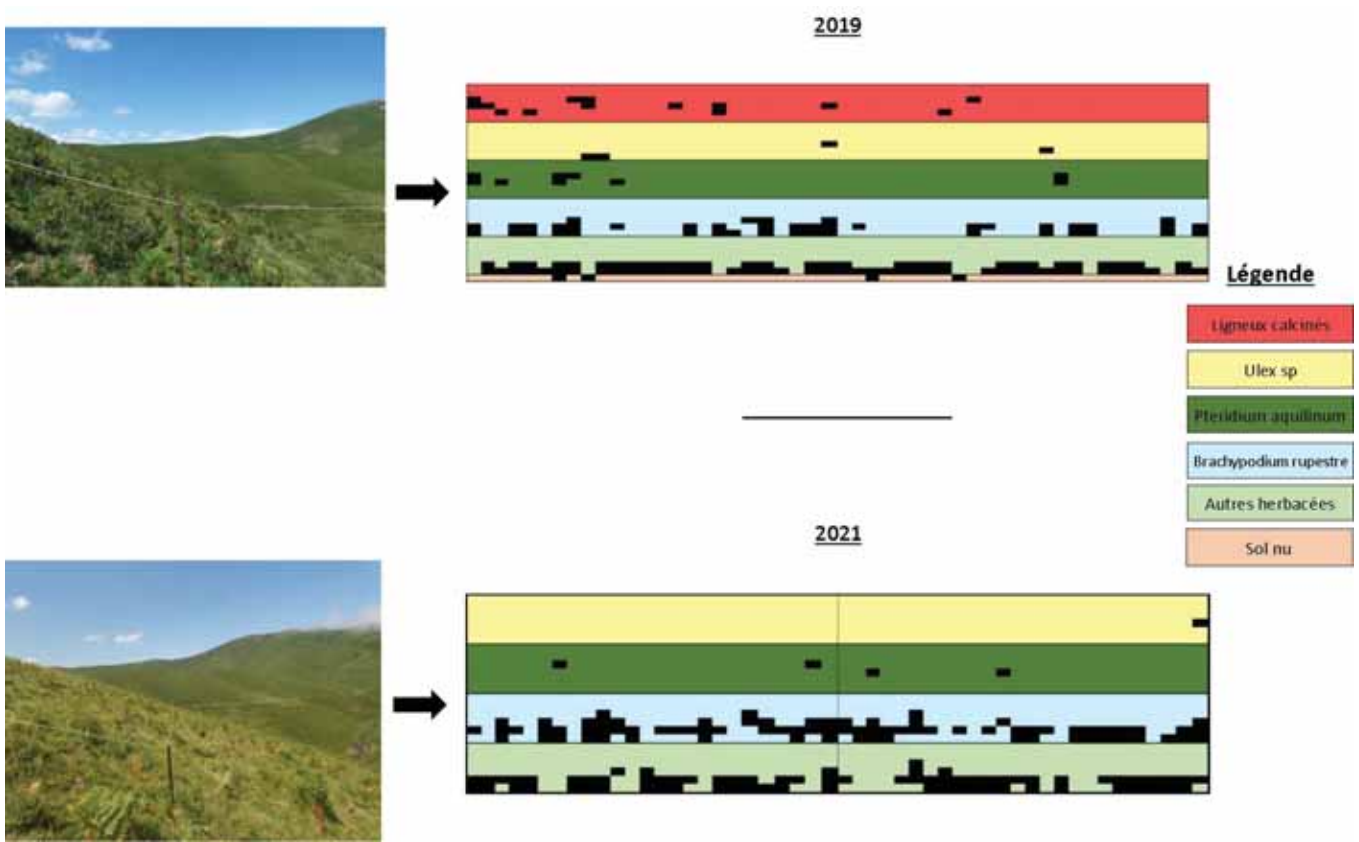 2019
Légende
Ligneux calcinés
Ulex sp
Pteridium aquilinum
Brachypodium rupestre
Autres herbacées
Sol nu
2021